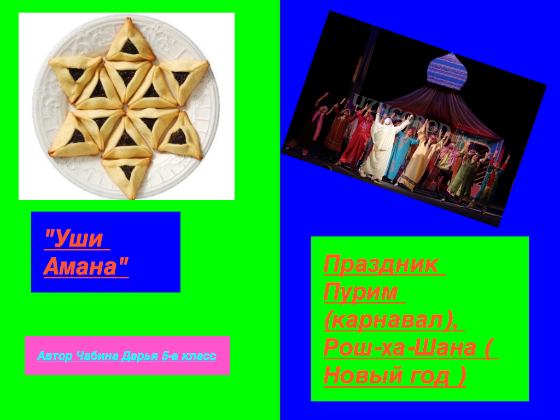 "Уши
Амана"
Автор Чабина Дарья 5-в класс
Праздник
Пурим
(карнавал),
Рош-ха-Шана (
Новый год )